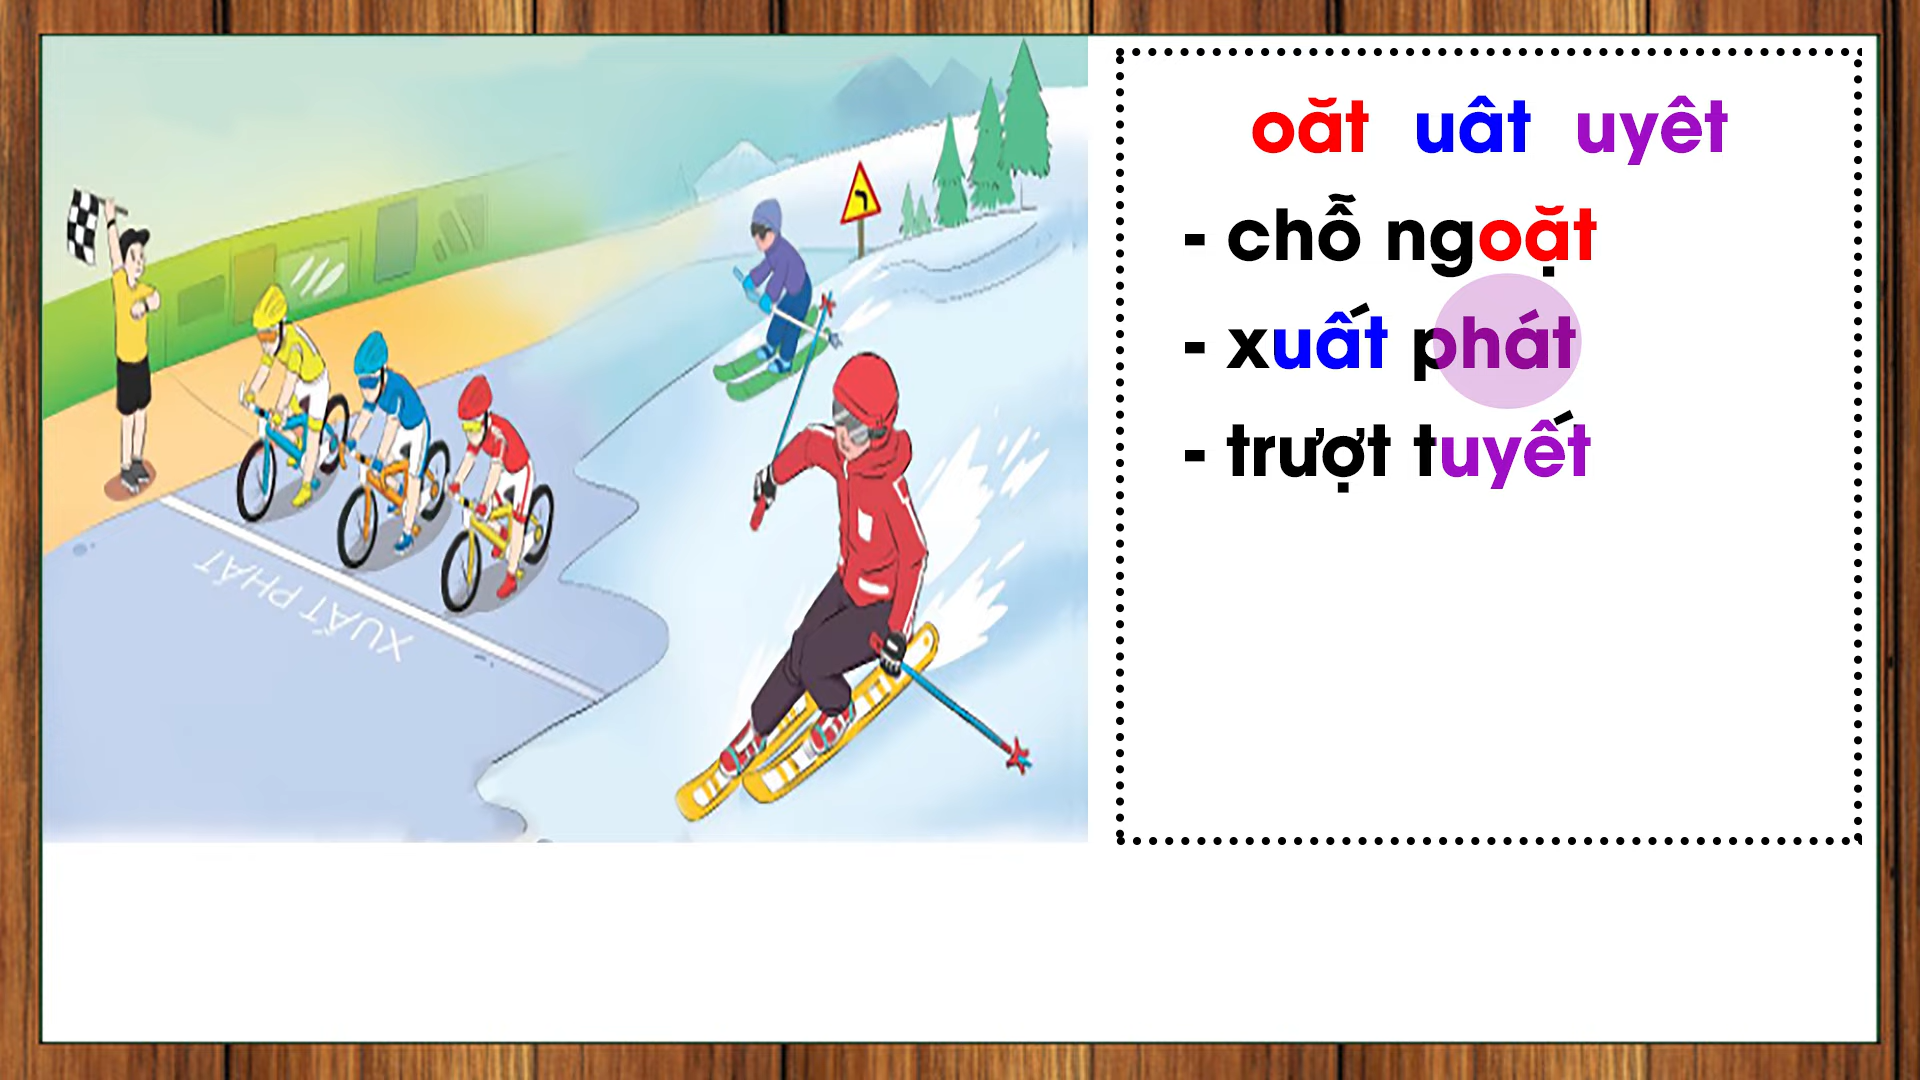 oăt uât uyêt
- chỗ ngoặt
- xuất phát
- trượt tuyết
XUẤT PHÁT